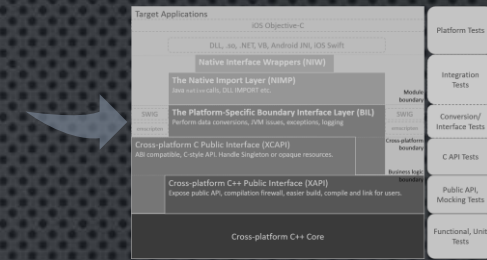 Target Applications
iOS Objective-C
DLL, .so, .NET, VB, Android JNI, iOS Swift
Native Interface Wrappers (NIW)
The Native Import Layer (NIMP)
Java native calls, DLL IMPORT etc.
Module
boundary
SWIG
The Platform-Specific Boundary Interface Layer (BIL)
Perform data conversions, JVM issues, exceptions, logging
SWIG
Cross-platform C Public Interface (XCAPI)
ABI compatible, C-style API. Handle Singleton or opaque resources.
Cross-platform
boundary
Business logic
boundary
Cross-platform C++ Public Interface (XAPI)
Expose public API, compilation firewall, easier build, compile and link for users.
Cross-platform C++ Core
Platform Tests
Integration
Tests
Conversion/
Interface Tests
C API Tests
Public API,
Mocking Tests
Functional, Unit
Tests